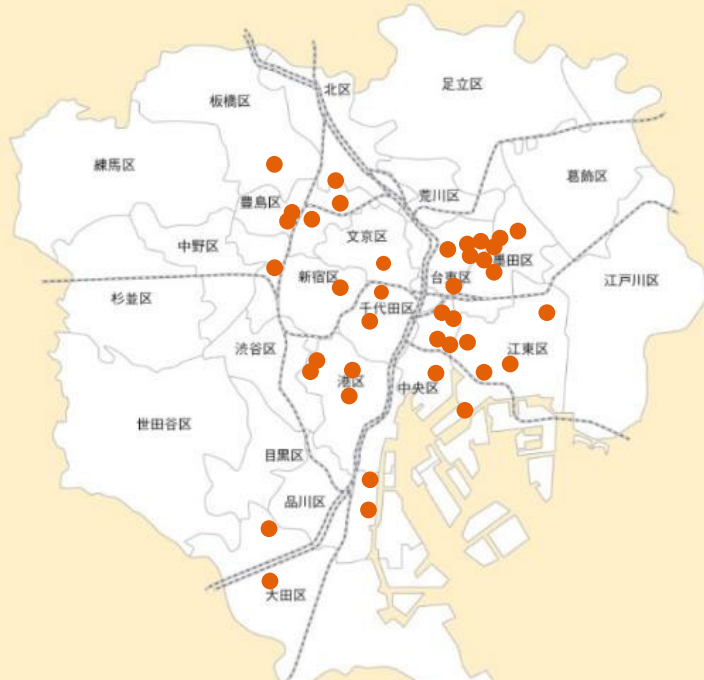 足立区
北区
板橋区
練馬区
葛飾区
荒川区
豊島区
文京区
中野区
墨田区
新宿区
台東区
江戸川区
杉並区
千代田区
渋谷区
江東区
港区
中央区
世田谷区
目黒区
品川区
大田区